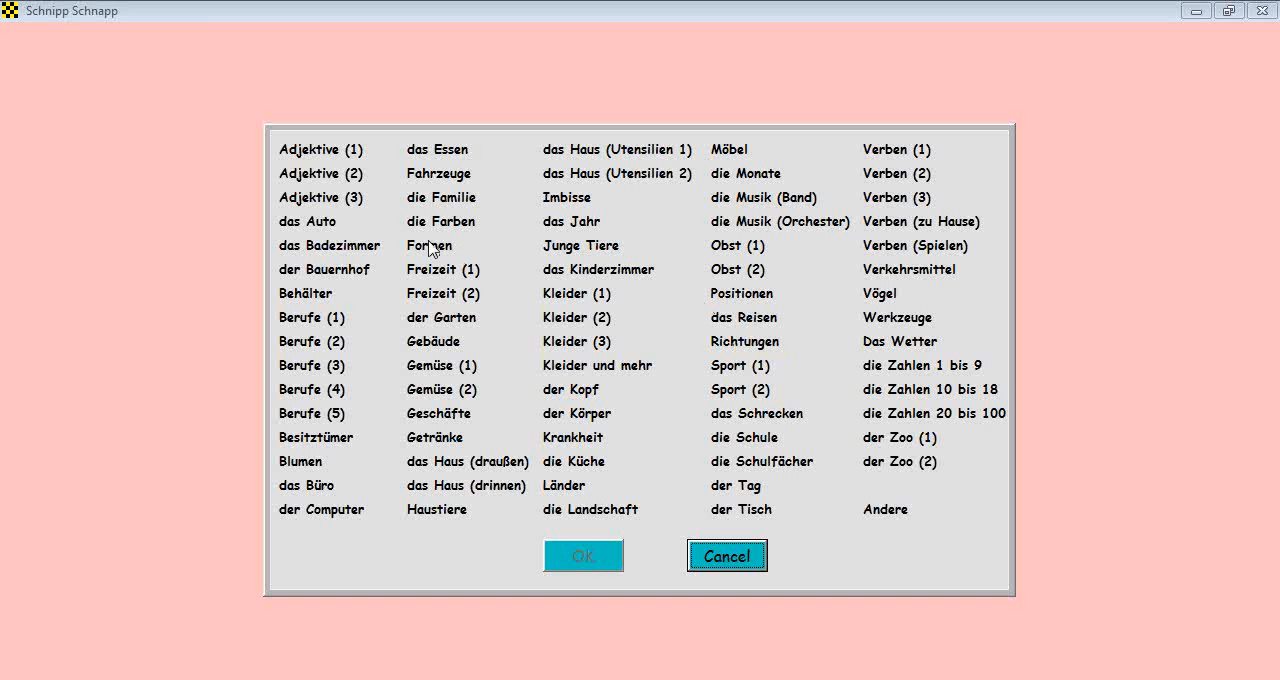 Schnipp Schnapp
Adjektive (1)
Adjektive (2)
Adjektive (3)
das Auto
das Badezimmer
der Bauernhof
Behälter
Berufe (1)
Berufe (2)
Berufe (3)
Berufe (4)
Berufe (5)
Besitztümer
Blumen
das Büro
der Computer
das Essen
Fahrzeuge
die Familie
die Farben
Formen
Freizeit (1)
Freizeit (2)
der Garten
Gebäude
Gemüse (1)
Gemüse (2)
Geschäfte
Getränke
das Haus (draußen)
das Haus (drinnen)
Haustiere
das Haus (Utensilien 1)
das Haus (Utensilien 2)
Imbisse
das Jahr
Junge Tiere
das Kinderzimmer
Kleider (1)
Kleider (2)
Kleider (3)
Kleider und mehr
der Kopf
der Körper
Krankheit
die Küche
Länder
die Landschaft
Möbel
die Monate
die Musik (Band)
die Musik (Orchester)
Obst (1)
Obst (2)
Positionen
das Reisen
Richtungen
Sport (1)
Sport (2)
das Schrecken
die Schule
die Schulfächer
der Tag
der Tisch
Verben (1)
Verben (2)
Verben (3)
Verben (zu Hause)
Verben (Spielen)
Verkehrsmittel
Vögel
Werkzeuge
Das Wetter
die Zahlen 1 bis 9
die Zahlen 10 bis 18
die Zahlen 20 bis 100
der Zoo (1)
der Zoo (2)
Andere
OK
Cancel